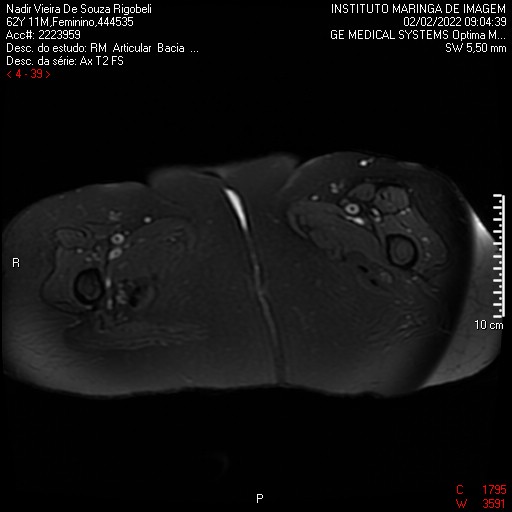 Nadir Vieira De Souza Rigobeli
62Y 11M,Feminino,444535
Acc#: 2223959
Desc. do estudo: RM Articular Bacia ...
Desc. da série: Ax T2 FS
< 4 - 39 >
INSTITUTO MARINGA DE IMAGEM
02/02/2022 09:04:39
GE MEDICAL SYSTEMS Optima M...
SW 5,50 mm
R
10 cm
P
C 1795
W 3591